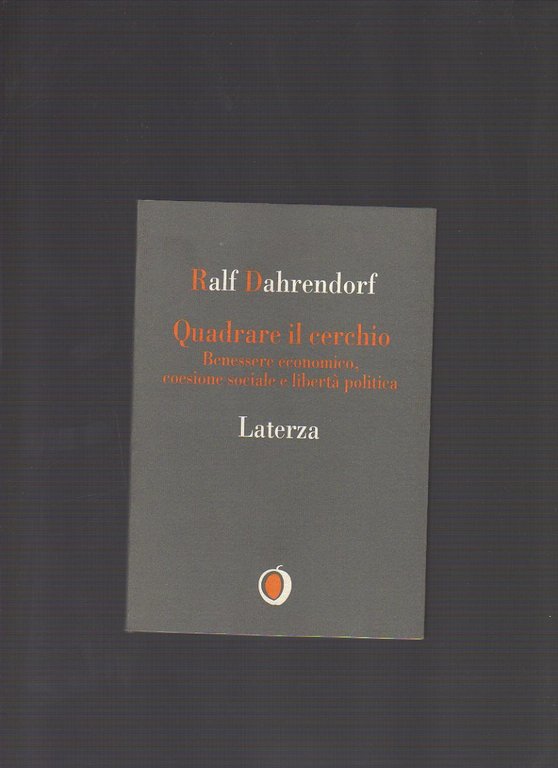 Ralf Dahrendorf
Quadrare il cerchio
Benessere economico,
coesione sociale e libertà politica
Laterza